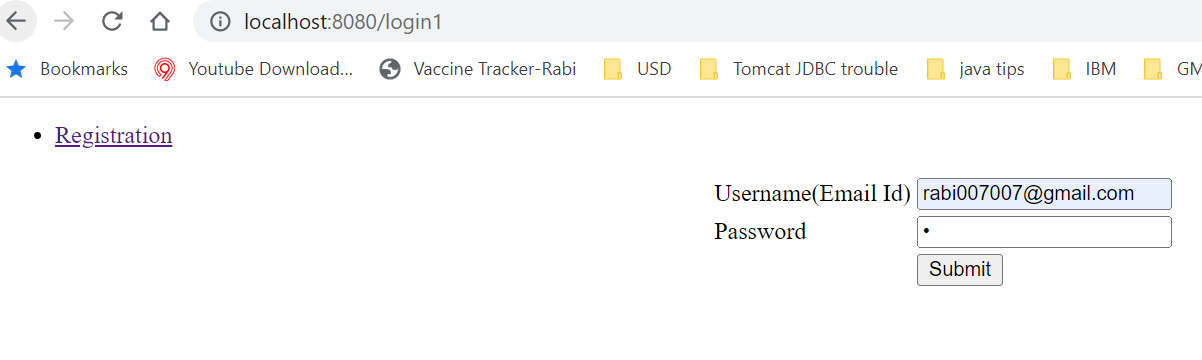 localhost:8080/login1
Bookmarks Youtube Download... Vaccine Tracker-Rabi USD Tomcat JDBC trouble java tips IBM GM
Registration
Username(Email Id) rabi007007@gmail.com
Password •
Submit